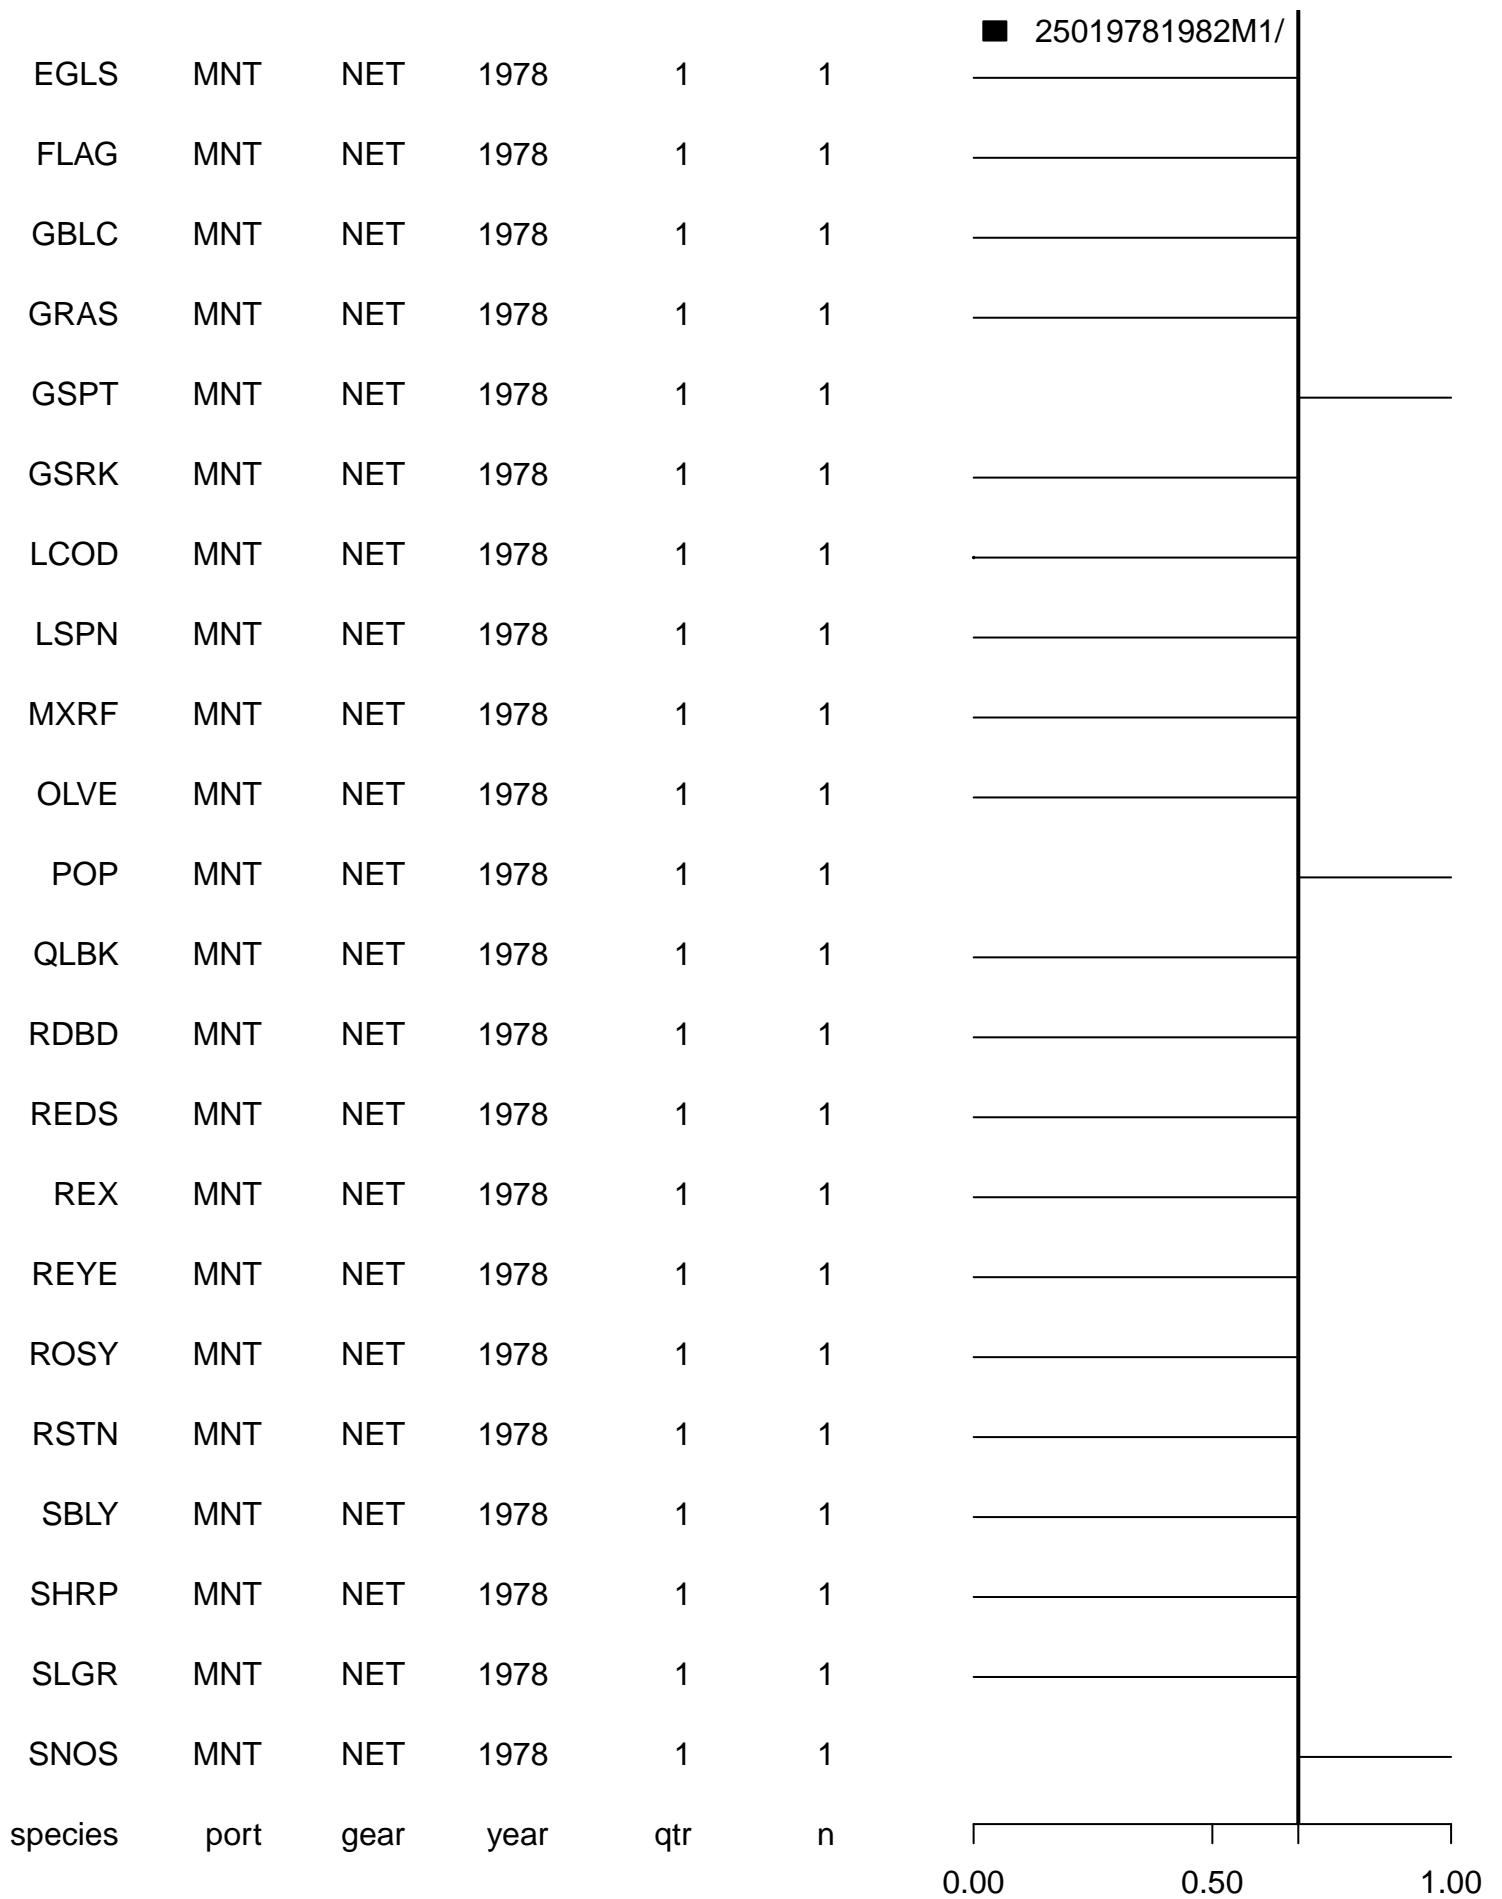 25019781982M1/
EGLS MNT NET 1978 1 1
FLAG MNT NET 1978 1 1
GBLC MNT NET 1978 1 1
GRAS MNT NET 1978 1 1
GSPT MNT NET 1978 1 1
GSRK MNT NET 1978 1 1
LCOD MNT NET 1978 1 1
LSPN MNT NET 1978 1 1
MXRF MNT NET 1978 1 1
OLVE MNT NET 1978 1 1
POP MNT NET 1978 1 1
QLBK MNT NET 1978 1 1
RDBD MNT NET 1978 1 1
REDS MNT NET 1978 1 1
REX MNT NET 1978 1 1
REYE MNT NET 1978 1 1
ROSY MNT NET 1978 1 1
RSTN MNT NET 1978 1 1
SBLY MNT NET 1978 1 1
SHRP MNT NET 1978 1 1
SLGR MNT NET 1978 1 1
SNOS MNT NET 1978 1 1
species port gear year qtr n
0.00 0.50 1.00